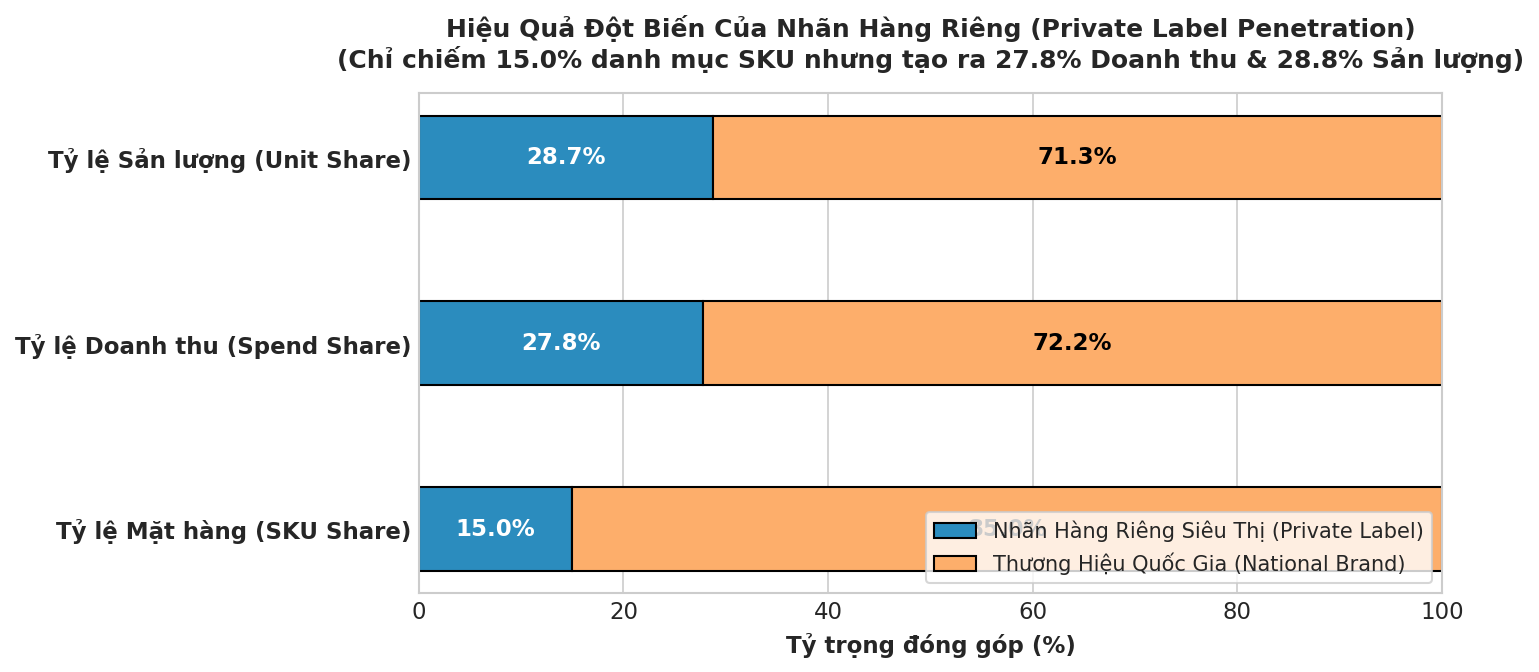 Hiệu Quả Đột Biến Của Nhãn Hàng Riêng (Private Label Penetration)
(Chỉ chiếm 15.0% danh mục SKU nhưng tạo ra 27.8% Doanh thu & 28.8% Sản lượng)
Tỷ lệ Sản lượng (Unit Share)
28.7%
71.3%
Tỷ lệ Doanh thu (Spend Share)
27.8%
72.2%
Tỷ lệ Mặt hàng (SKU Share)
15.0%
85.0%
Nhãn Hàng Riêng Siêu Thị (Private Label)
Thương Hiệu Quốc Gia (National Brand)
0 20 40 60 80 100
Tỷ trọng đóng góp (%)